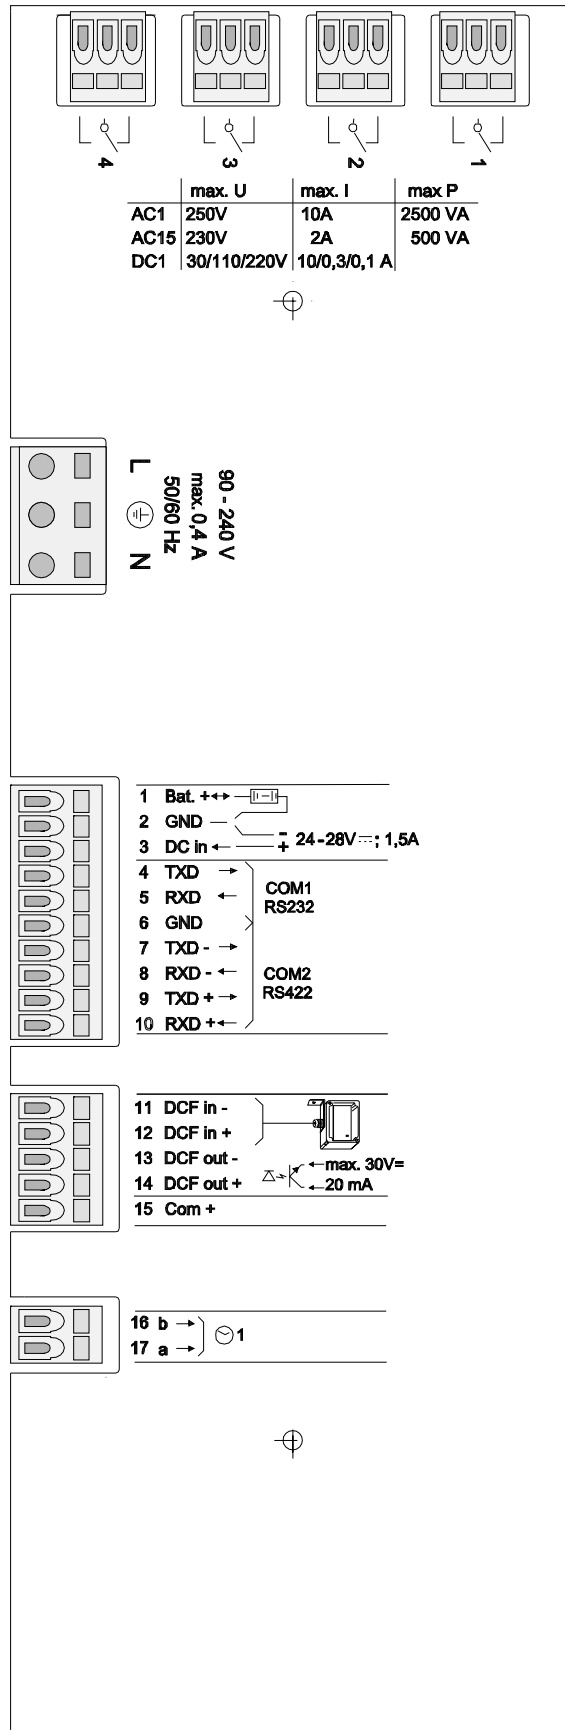 4 3 2 1
max. U max. I max P
AC1 250V 10A 2500 VA
AC15 230V 2A 500 VA
DC1 30/110/220V 10/0,3/0,1 A
L
N
90 - 240 V
max. 0,4 A
50/60 Hz
1 Bat. +
2 GND
3 DC in - + 24-28V ; 1,5A
4 TXD
5 RXD
6 GND
COM1
RS232
7 TXD -
8 RXD -
9 TXD +
10 RXD +
COM2
RS422
11 DCF in -
12 DCF in +
13 DCF out -
14 DCF out +
max. 30V=
20 mA
15 Com +
16 b
17 a
1